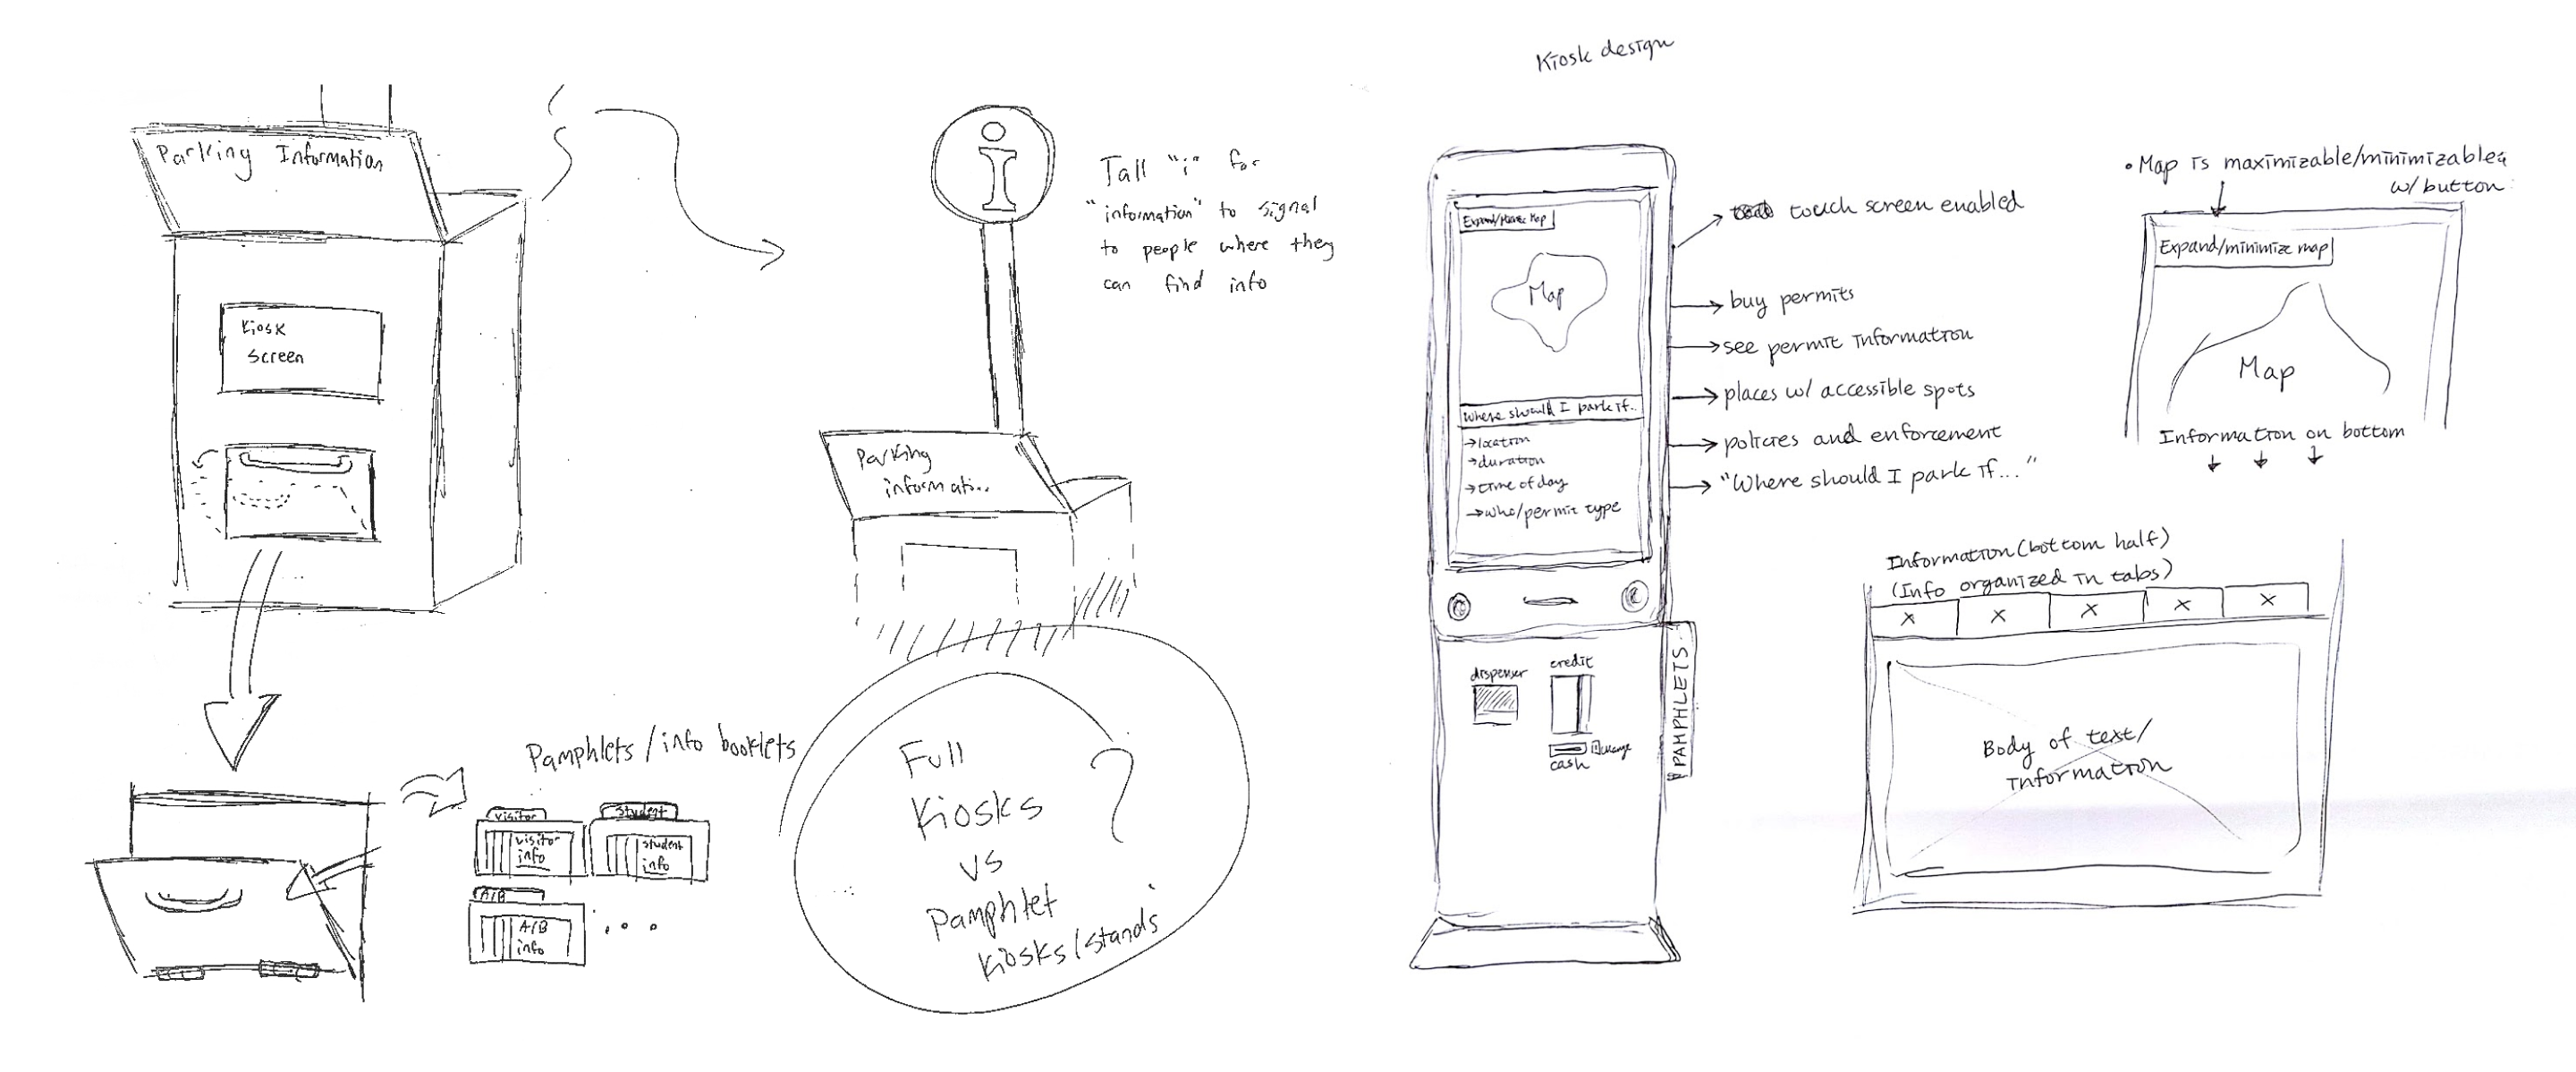 Parking Information
Kiosk
Screen
Pamphlets/info booklets
visitor
visitor
info
student
student
info
A/B
A/B
info
i
Tall "i" for
"information" to signal
to people where they
can find info
Parking
informati...
Full
Kiosks
vs
Pamphlet
Kiosks/Stands
?
Kiosk design
Expand/ Map
Map
Where should I park if..
→location
→duration
→time of day
→who/permit type
touch screen enabled
buy permits
see permit information
places w/ accessible spots
policies and enforcement
"Where should I park if..."
dispenser
credit
cash
PAMPHLETS
•Map is maximizable/minimizable
w/ button
Expand/minimize map
Map
Information on bottom
Information (bottom half)
(Info organized in tabs)
X X X X X
Body of text/
information